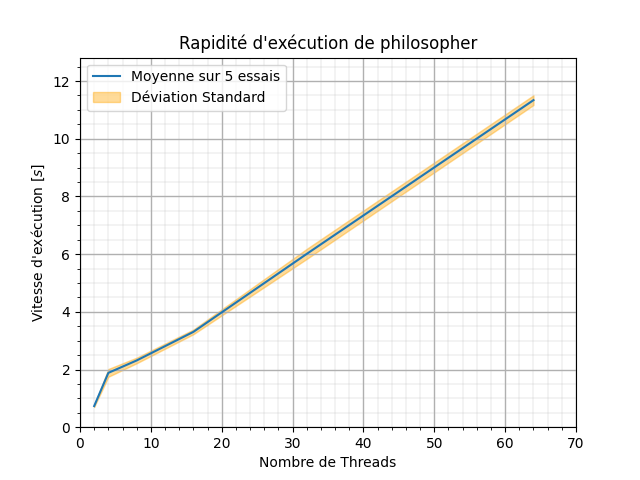 Rapidité d'exécution de philosopher
Moyenne sur 5 essais
Déviation Standard
Vitesse d'exécution [s]
12
10
8
6
4
2
0
0 10 20 30 40 50 60 70
Nombre de Threads